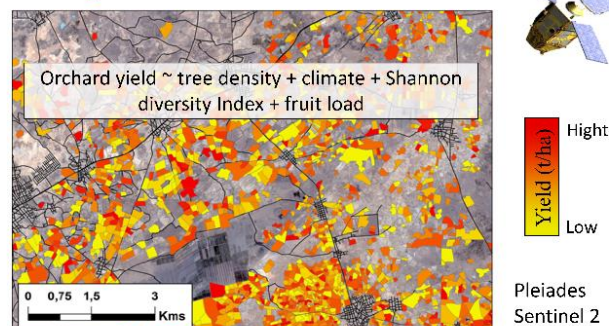 Orchard yield ~ tree density + climate + Shannon
diversity Index + fruit load
Hight
Yield (t/ha)
Low
0 0,75 1,5 3
Kms
Pleiades
Sentinel 2